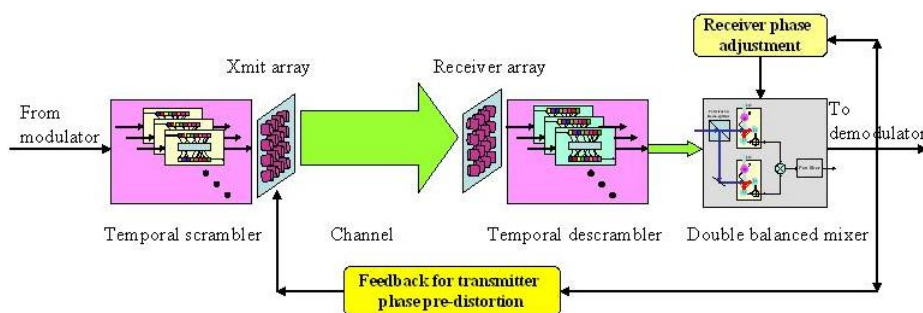 Receiver phase
adjustment
Xmit array
Receiver array
From
modulator
To
demodulator
Temporal scrambler
Channel
Temporal descrambler
Double balanced mixer
Feedback for transmitter
phase pre-distortion